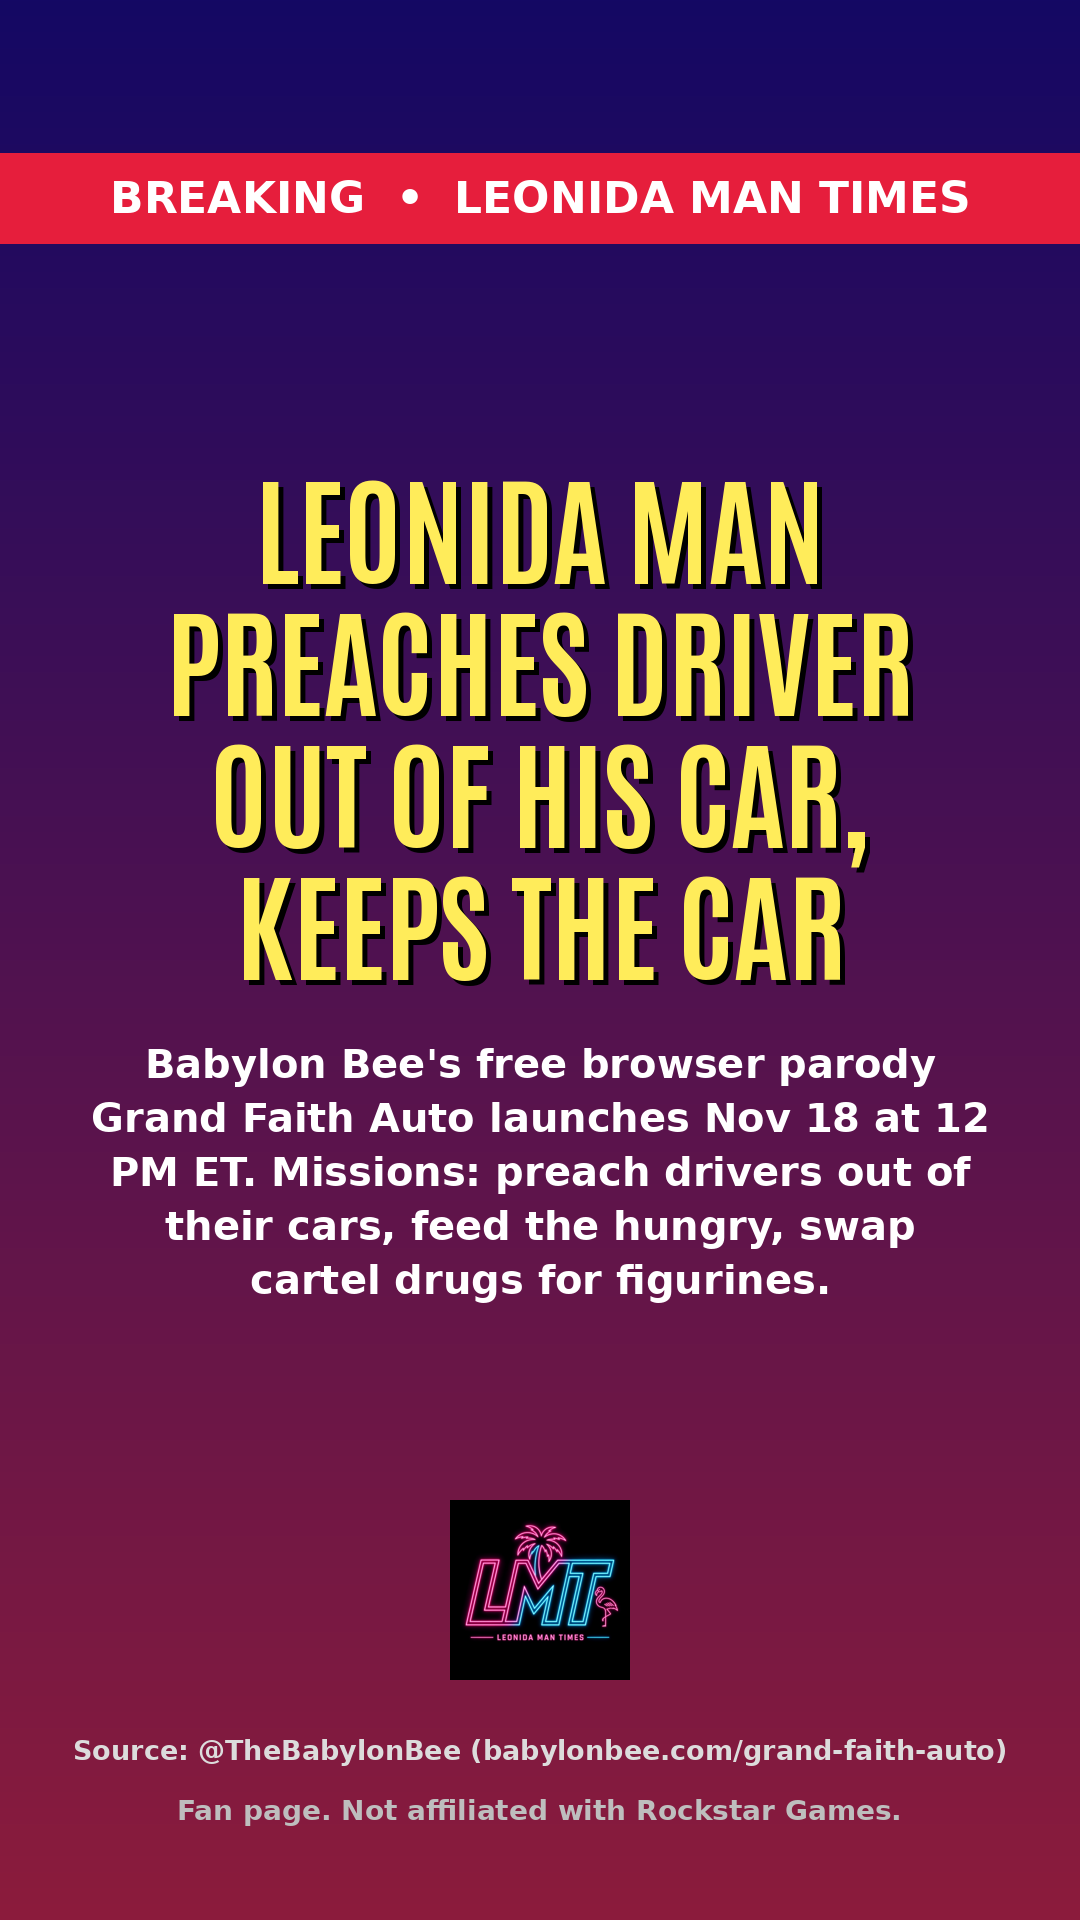 BREAKING • LEONIDA MAN TIMES
LEONIDA MAN
PREACHES DRIVER
OUT OF HIS CAR,
KEEPS THE CAR
Babylon Bee's free browser parody
Grand Faith Auto launches Nov 18 at 12
PM ET. Missions: preach drivers out of
their cars, feed the hungry, swap
cartel drugs for figurines.
LMT
LEONIDA MAN TIMES
Source: @TheBabylonBee (babylonbee.com/grand-faith-auto)
Fan page. Not affiliated with Rockstar Games.